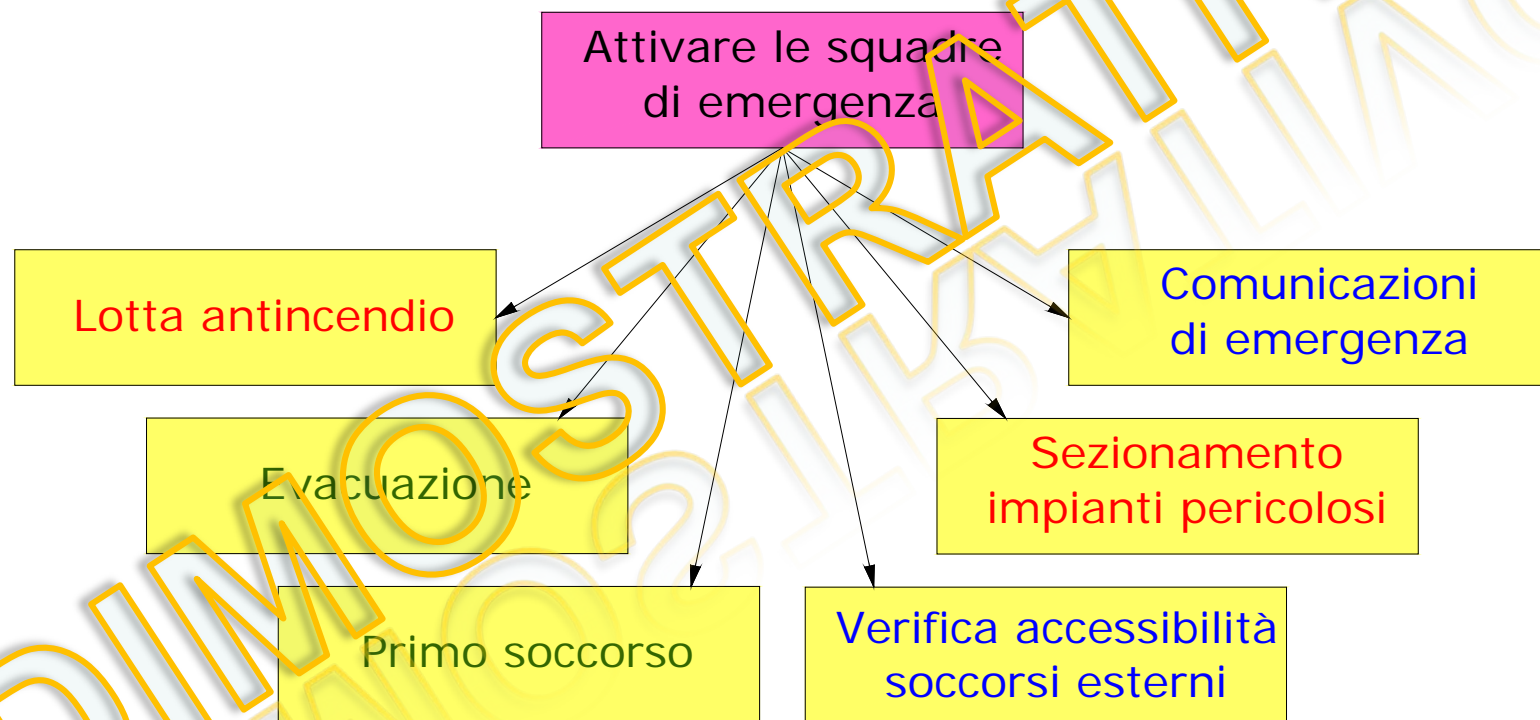 Attivare le squadre
di emergenza
Lotta antincendio
Comunicazioni
di emergenza
Evacuazione
Sezionamento
impianti pericolosi
Primo soccorso
Verifica accessibilità
soccorsi esterni
DIMOSTRATI